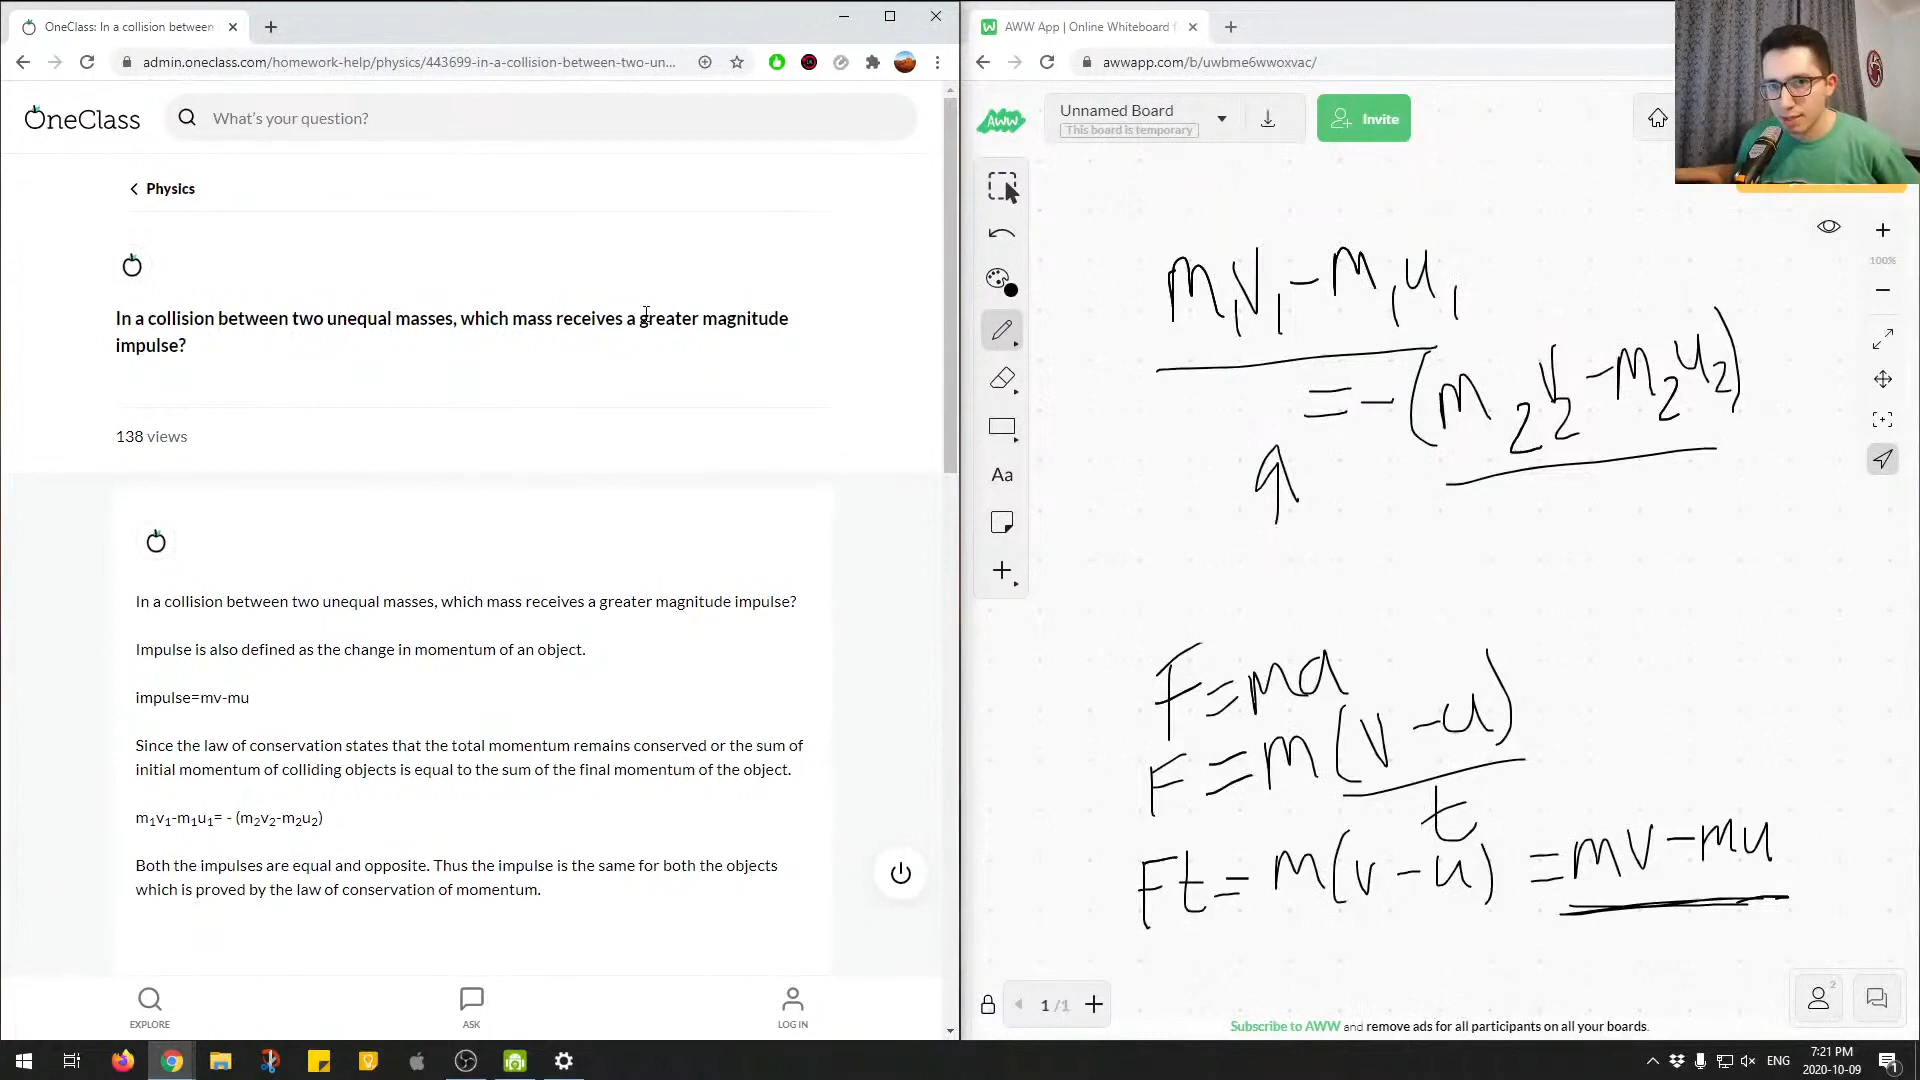 OneClass: In a collision between
admin.oneclass.com/homework-help/physics/443699-in-a-collision-between-two-un...
OneClass
What's your question?
Physics
In a collision between two unequal masses, which mass receives a greater magnitude
impulse?
138 views
In a collision between two unequal masses, which mass receives a greater magnitude impulse?
Impulse is also defined as the change in momentum of an object.
impulse=mv-mu
Since the law of conservation states that the total momentum remains conserved or the sum of
initial momentum of colliding objects is equal to the sum of the final momentum of the object.
m₁v₁-m₁u₁= - (m₂v₂-m₂u₂)
Both the impulses are equal and opposite. Thus the impulse is the same for both the objects
which is proved by the law of conservation of momentum.
EXPLORE
ASK
LOG IN
AWW App | Online Whiteboard f
awwapp.com/b/uwbme6wwoxvac/
AWW
Unnamed Board
This board is temporary
Invite
100%
Aa
m₁v₁-m₁u₁
=-(m₂v₂-m₂u₂)
F=ma
F=m(v-u)
t
Ft=m(v-u)=mv-mu
1/1
2
Subscribe to AWW and remove ads for all participants on all your boards.
ENG
7:21 PM
2020-10-09
1